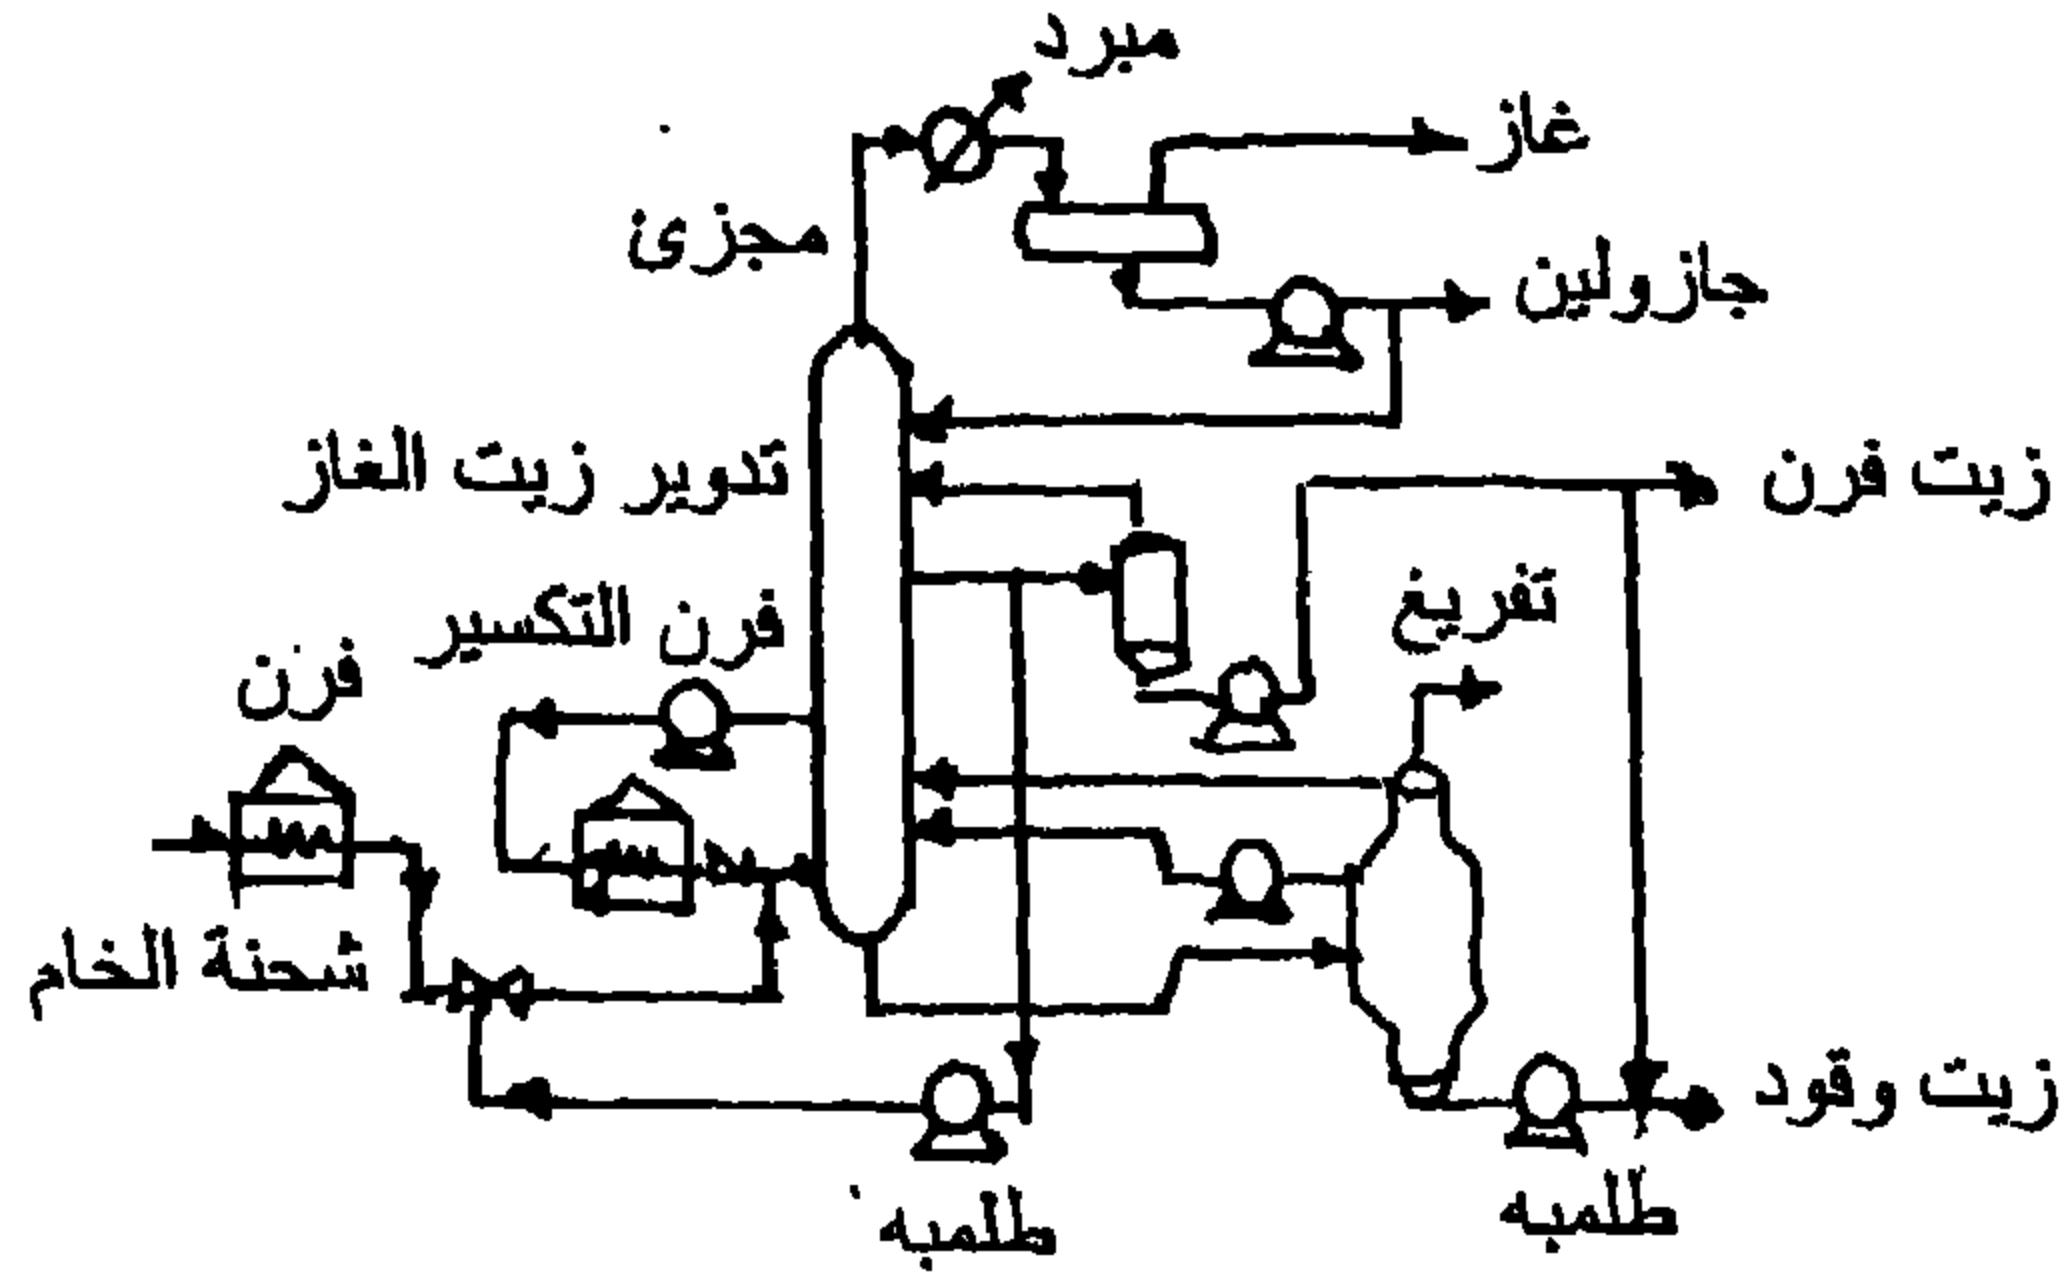 مبرد
غاز
مجزئ
جازولين
تدوير زيت الغاز
زيت فرن
تفريغ
فرن التكسير
فرن
شحنة الخام
زيت وقود
طلمبه
طلمبه